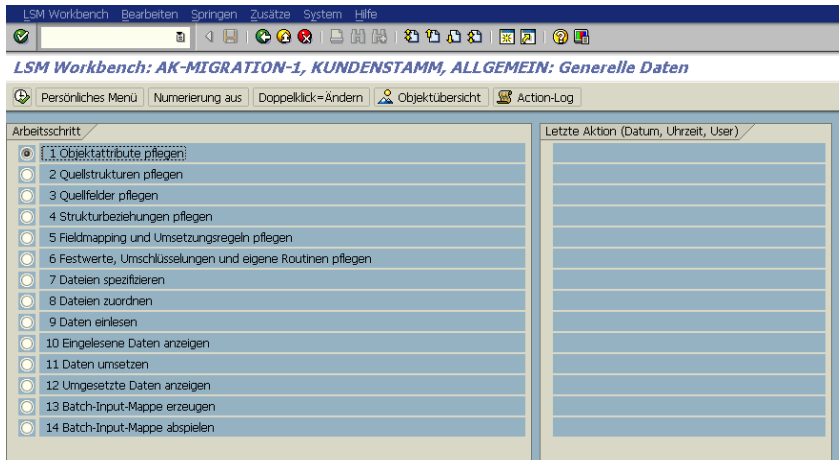 LSM Workbench Bearbeiten Springen Zusätze System Hilfe
LSM Workbench: AK-MIGRATION-1, KUNDENSTAMM, ALLGEMEIN: Generelle Daten
Persönliches Menü Numerierung aus Doppelklick=Ändern Objektübersicht Action-Log
Arbeitsschritt Letzte Aktion (Datum, Uhrzeit, User)
1 Objektattribute pflegen
2 Quellstrukturen pflegen
3 Quellfelder pflegen
4 Strukturbeziehungen pflegen
5 Fieldmapping und Umsetzungsregeln pflegen
6 Festwerte, Umschlüsselungen und eigene Routinen pflegen
7 Dateien spezifizieren
8 Dateien zuordnen
9 Daten einlesen
10 Eingelesene Daten anzeigen
11 Daten umsetzen
12 Umgesetzte Daten anzeigen
13 Batch-Input-Mappe erzeugen
14 Batch-Input-Mappe abspielen